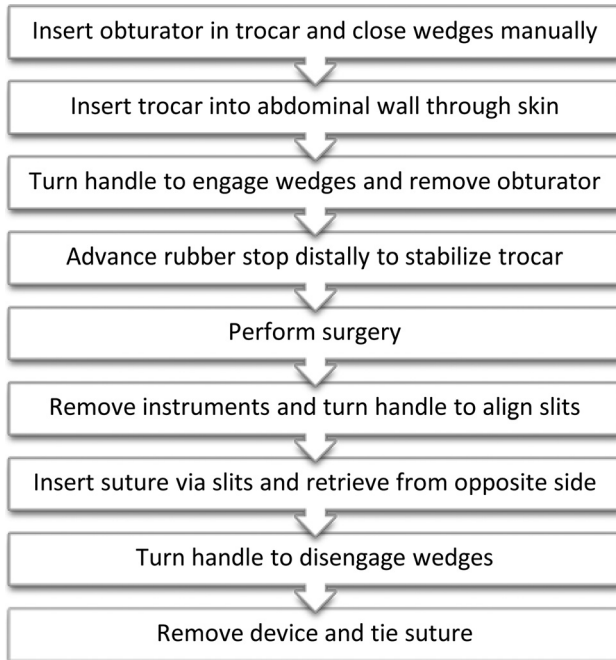 Insert obturator in trocar and close wedges manually
Insert trocar into abdominal wall through skin
Turn handle to engage wedges and remove obturator
Advance rubber stop distally to stabilize trocar
Perform surgery
Remove instruments and turn handle to align slits
Insert suture via slits and retrieve from opposite side
Turn handle to disengage wedges
Remove device and tie suture